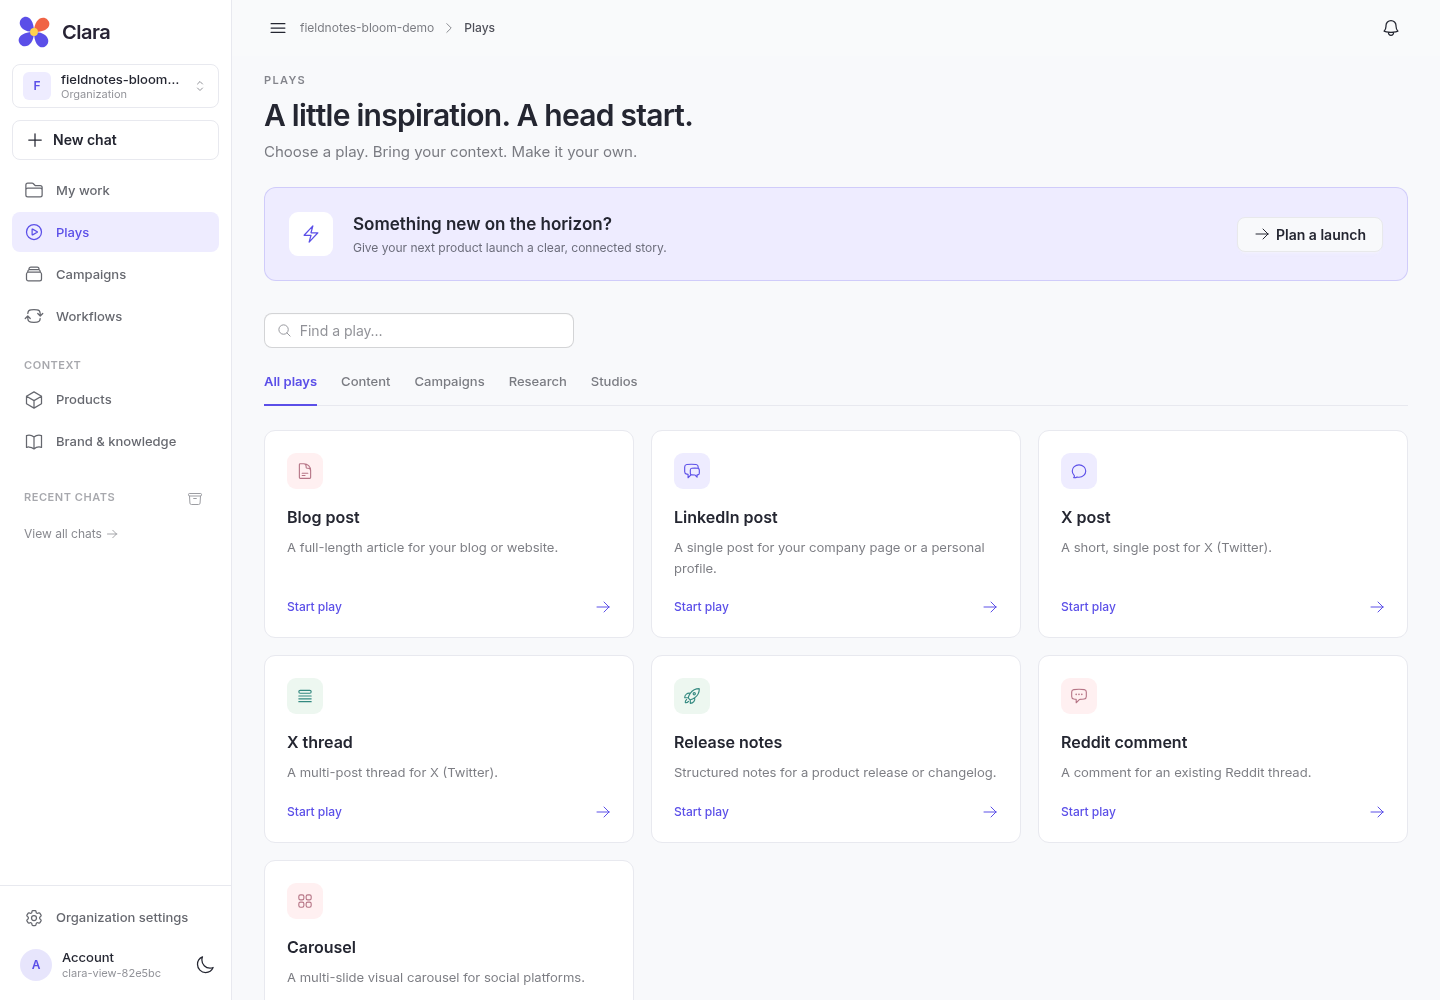 Clara
F
fieldnotes-bloom...
Organization
New chat
My work
Plays
Campaigns
Workflows
CONTEXT
Products
Brand & knowledge
RECENT CHATS
View all chats
Organization settings
A
Account
clara-view-82e5bc
fieldnotes-bloom-demo
Plays
PLAYS
A little inspiration. A head start.
Choose a play. Bring your context. Make it your own.
Something new on the horizon?
Give your next product launch a clear, connected story.
Plan a launch
Find a play...
All plays
Content
Campaigns
Research
Studios
Blog post
A full-length article for your blog or website.
Start play
LinkedIn post
A single post for your company page or a personal
profile.
Start play
X post
A short, single post for X (Twitter).
Start play
X thread
A multi-post thread for X (Twitter).
Start play
Release notes
Structured notes for a product release or changelog.
Start play
Reddit comment
A comment for an existing Reddit thread.
Start play
Carousel
A multi-slide visual carousel for social platforms.